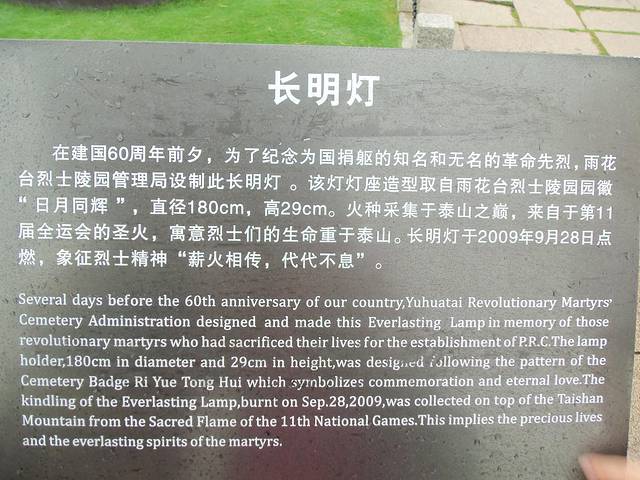 长明灯
在建国60周年前夕，为了纪念为国捐躯的知名和无名的革命先烈，雨花
台烈士陵园管理局设制此长明灯 。该灯灯座造型取自雨花台烈士陵园园徽
“ 日月同辉 ”，直径180cm，高29cm。火种采集于泰山之巅，来自于第11
届全运会的圣火，寓意烈士们的生命重于泰山。长明灯于2009年9月28日点
燃，象征烈士精神“薪火相传，代代不息”。
Several days before the 60th anniversary of our country,Yuhuatai Revolutionary Martyrs'
Cemetery Administration designed and made this Everlasting Lamp in memory of those
revolutionary martyrs who had sacrificed their lives for the establishment of P.R.C.The lamp
holder,180cm in diameter and 29cm in height,was designed following the pattern of the
Cemetery Badge Ri Yue Tong Hui which symbolizes commemoration and eternal love.The
kindling of the Everlasting Lamp,burnt on Sep.28,2009,was collected on top of the Taishan
Mountain from the Sacred Flame of the 11th National Games.This implies the precious lives
and the everlasting spirits of the martyrs.